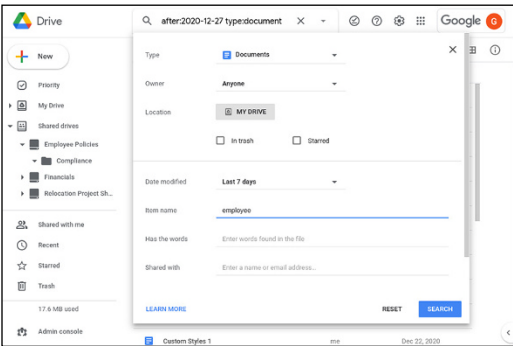 Drive
after:2020-12-27 type:document
Google
G
New
Priority
My Drive
Shared drives
Employee Policies
Compliance
Financials
Relocation Project Sh...
Shared with me
Recent
Starred
Trash
17.6 MB used
Admin console
Type
Documents
Owner
Anyone
Location
MY DRIVE
In trash
Starred
Date modified
Last 7 days
Item name
employee
Has the words
Enter words found in the file
Shared with
Enter a name or email address...
LEARN MORE
RESET
SEARCH
Custom Styles 1
me
Dec 22, 2020